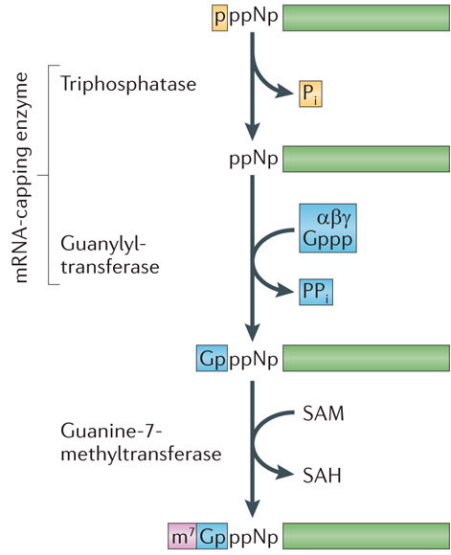 pppNp
Triphosphatase
Pi
mRNA-capping enzyme
ppNp
αβγ
Gppp
Guanylyl-
transferase
PPi
GpppNp
SAM
Guanine-7-
methyltransferase
SAH
m7GpppNp